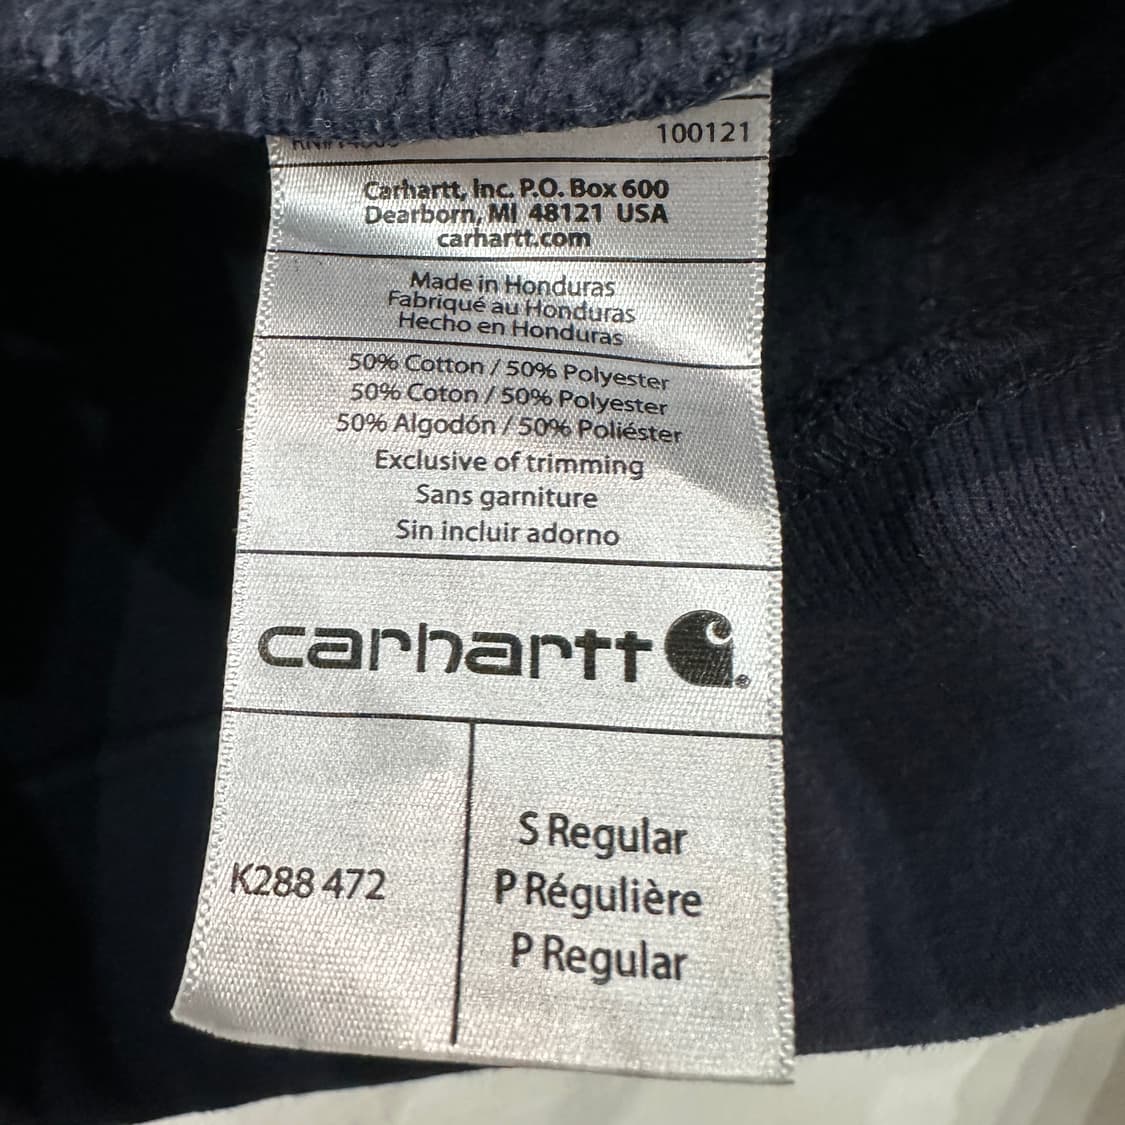 100121
Carhartt, Inc. P.O. Box 600
Dearborn, MI 48121 USA
carhartt.com
Made in Honduras
Fabriqué au Honduras
Hecho en Honduras
50% Cotton / 50% Polyester
50% Coton / 50% Polyester
50% Algodón / 50% Poliéster
Exclusive of trimming
Sans garniture
Sin incluir adorno
carhartt
K288 472
S Regular
P Régulière
P Regular